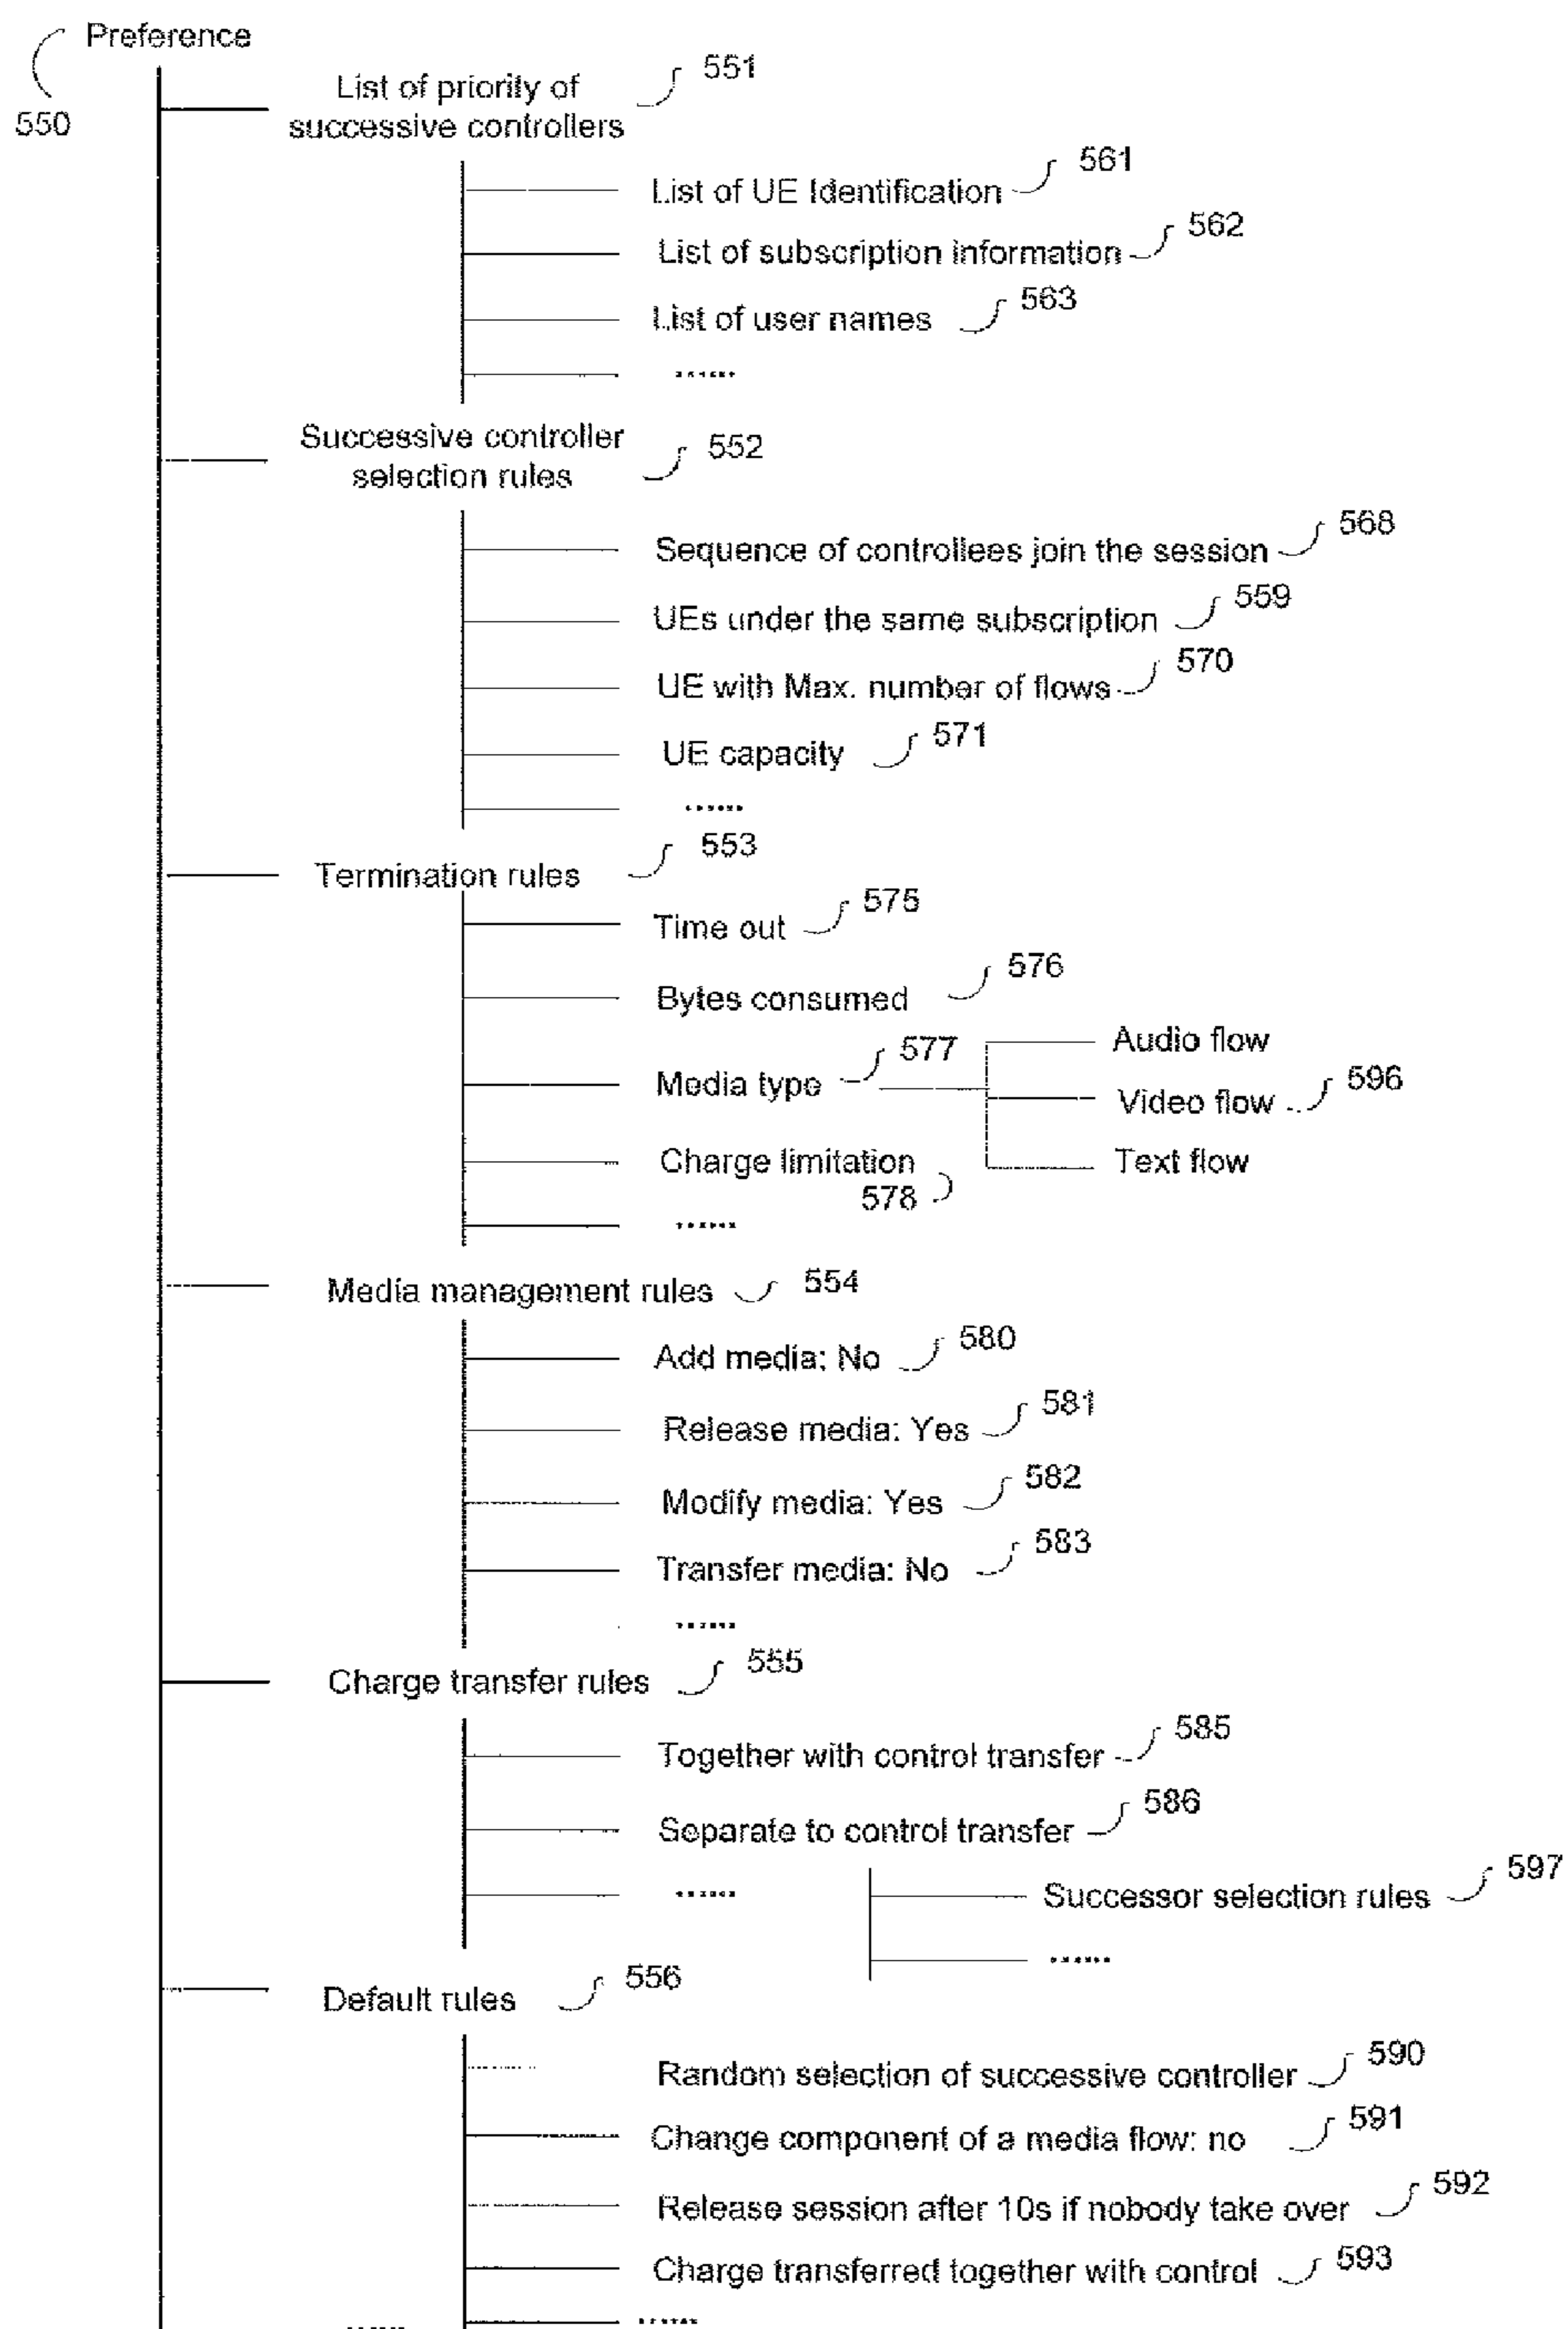 Preference
550
List of priority of
successive controllers
551
List of UE Identification
561
List of subscription information
562
List of user names
563
......
Successive controller
selection rules
552
Sequence of controllees join the session
568
UEs under the same subscription
559
UE with Max. number of flows
570
UE capacity
571
......
Termination rules
553
Time out
575
Bytes consumed
576
Media type
577
Audio flow
Video flow
596
Text flow
Charge limitation
578
......
Media management rules
554
Add media: No
580
Release media: Yes
581
Modify media: Yes
582
Transfer media: No
583
......
Charge transfer rules
555
Together with control transfer
585
Separate to control transfer
586
......
Successor selection rules
597
......
Default rules
556
Random selection of successive controller
590
Change component of a media flow: no
591
Release session after 10s if nobody take over
592
Charge transferred together with control
593
......
......